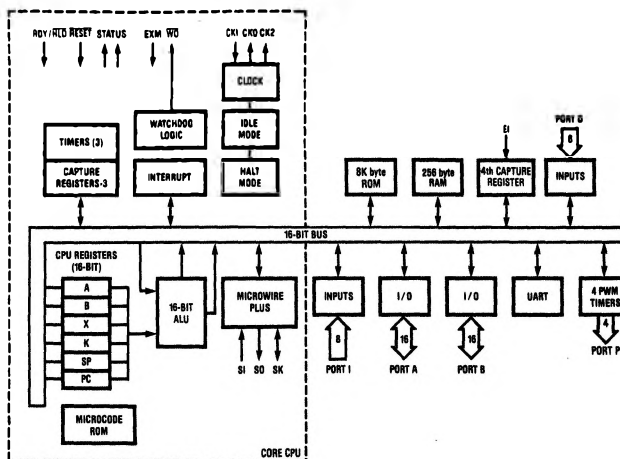 RDY/HLD RESET STATUS EXM WO CKI CKO CK2
CLOCK
WATCHDOG
LOGIC
IDLE
MODE
TIMERS (3)
CAPTURE
REGISTERS-3
INTERRUPT
HALT
MODE
EI
PORT D
8
8K byte
ROM
256 byte
RAM
4th CAPTURE
REGISTER
INPUTS
16-BIT BUS
CPU REGISTERS
(16-BIT)
A
B
X
K
SP
PC
16-BIT
ALU
MICROWIRE
PLUS
INPUTS
I/O
I/O
UART
4 PWM
TIMERS
8
16
16
4
SI SO SK
PORT I
PORT A
PORT B
PORT P
MICROCODE
ROM
CORE CPU